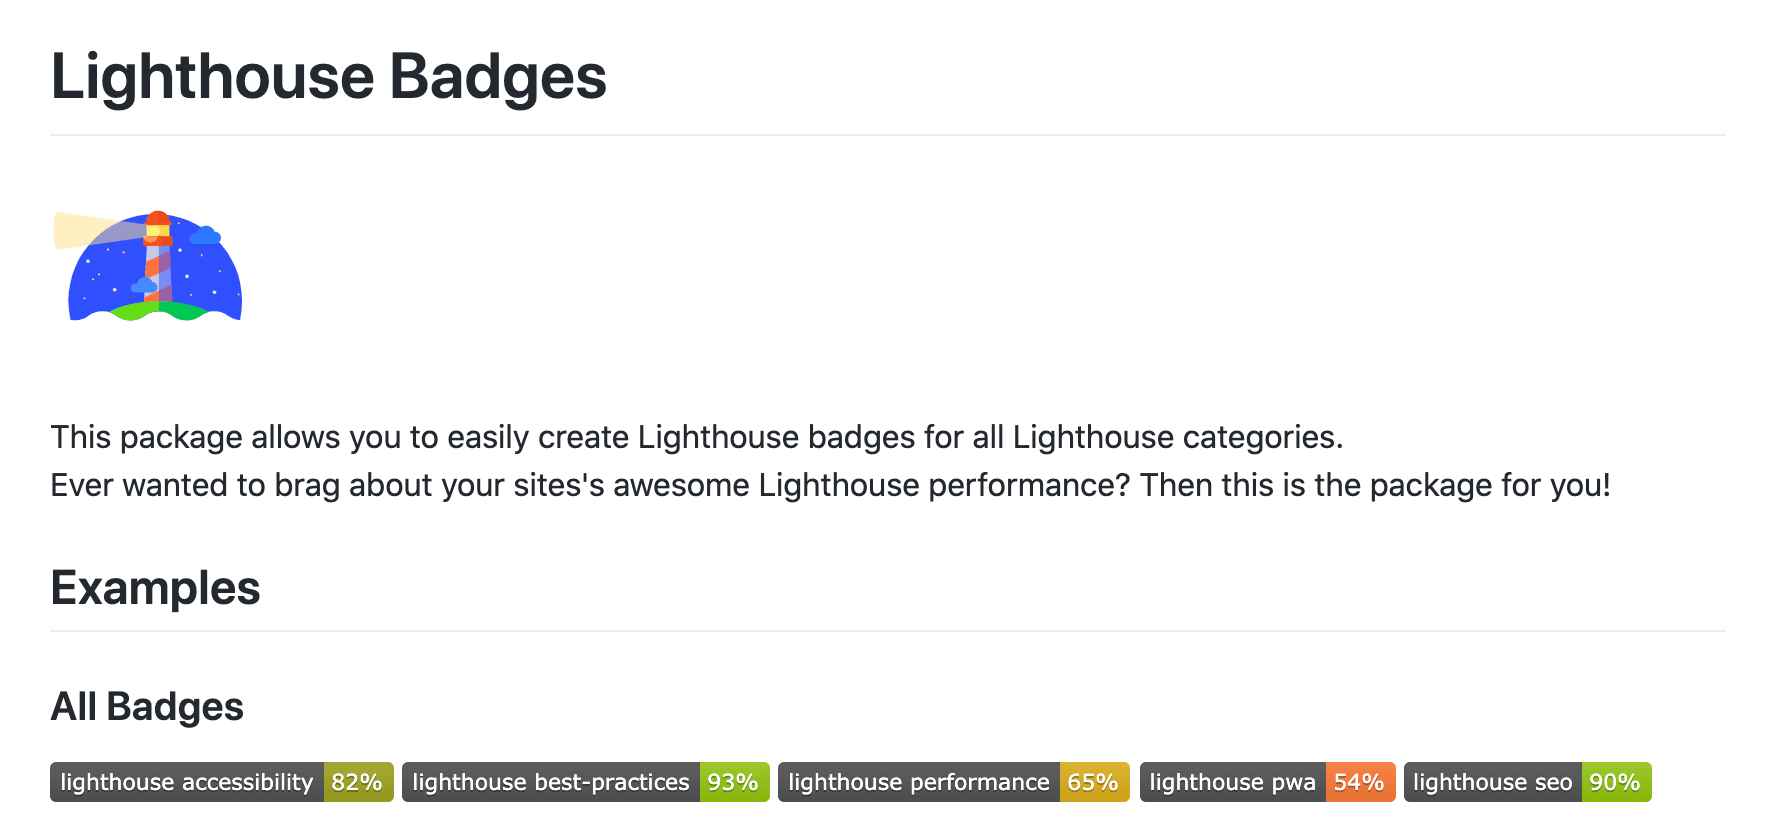 Lighthouse Badges
This package allows you to easily create Lighthouse badges for all Lighthouse categories.
Ever wanted to brag about your sites's awesome Lighthouse performance? Then this is the package for you!
Examples
All Badges
lighthouse accessibility 82% lighthouse best-practices 93% lighthouse performance 65% lighthouse pwa 54% lighthouse seo 90%